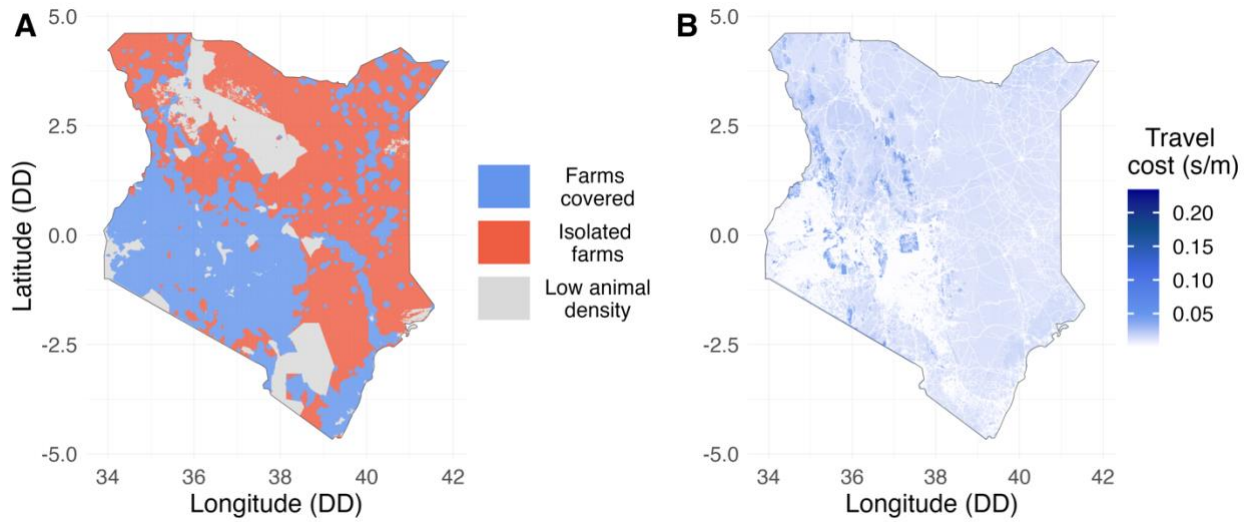 A
5.0
2.5
0.0
-2.5
-5.0
Latitude (DD)
34
36
38
40
42
Longitude (DD)
Farms
covered
Isolated
farms
Low animal
density
B
5.0
2.5
0.0
-2.5
-5.0
34
36
38
40
42
Longitude (DD)
Travel
cost (s/m)
0.20
0.15
0.10
0.05